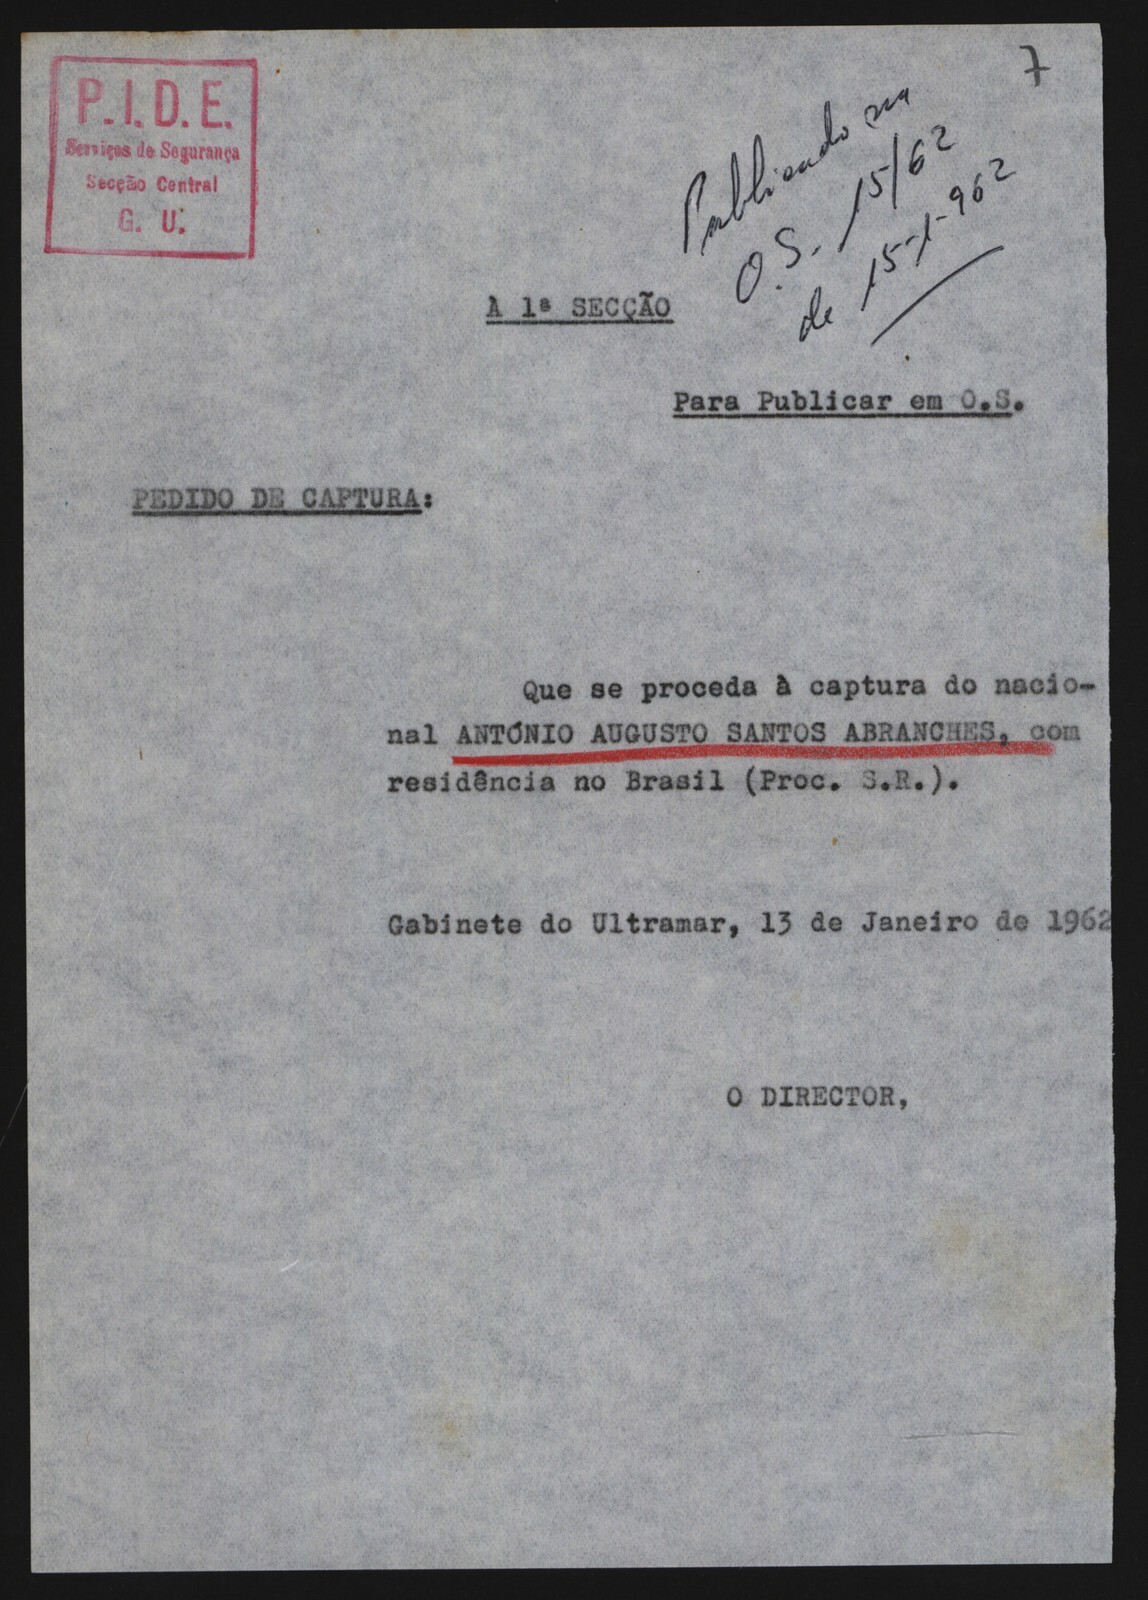 7
P.I.D.E.
Serviços de Segurança
Secção Central
G. U.
Publicado na
O.S. 15/62
de 15-1-962
À 1ª SECÇÃO
Para Publicar em O.S.
PEDIDO DE CAPTURA:
Que se proceda à captura do nacio-
nal ANTÓNIO AUGUSTO SANTOS ABRANCHES, com
residência no Brasil (Proc. S.R.).
Gabinete do Ultramar, 13 de Janeiro de 1962
O DIRECTOR,